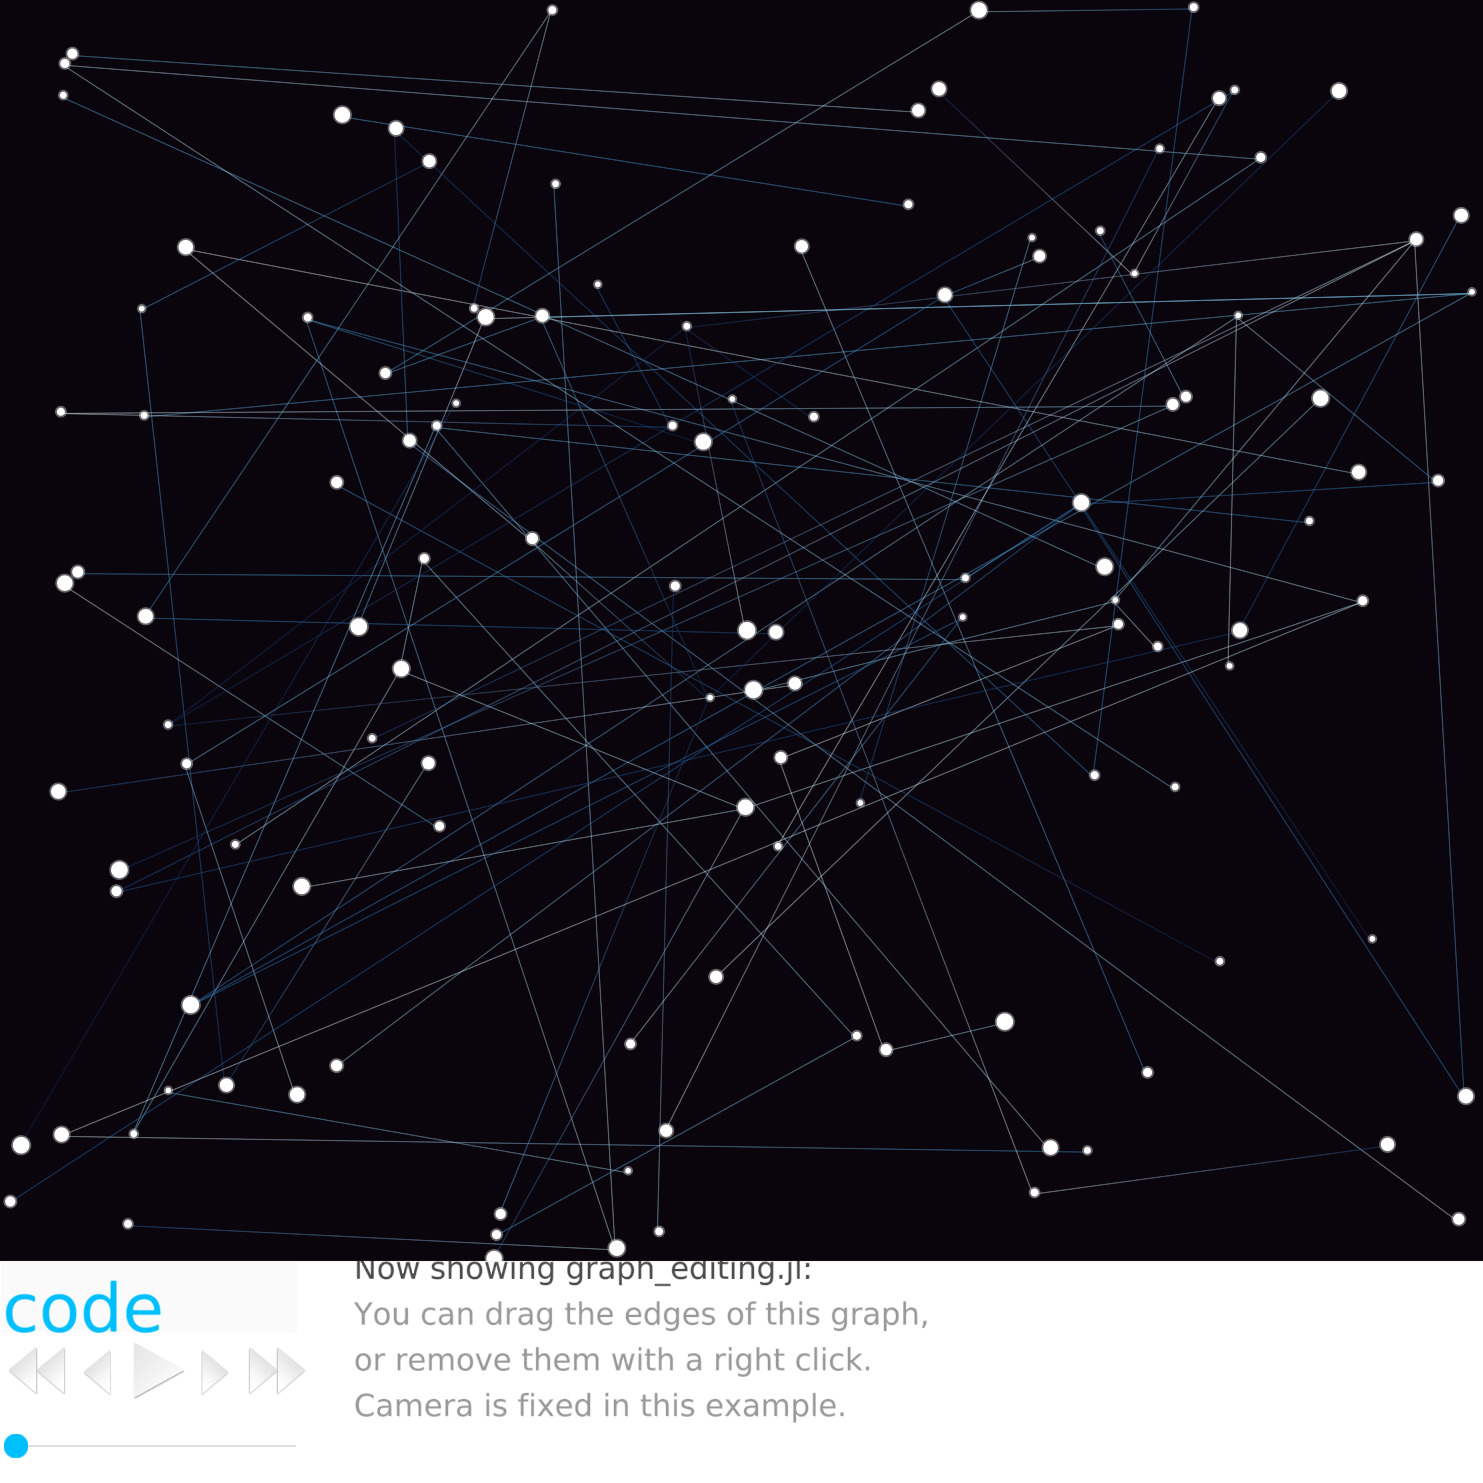 Now showing graph_editing.jl:
code
You can drag the edges of this graph,
or remove them with a right click.
Camera is fixed in this example.